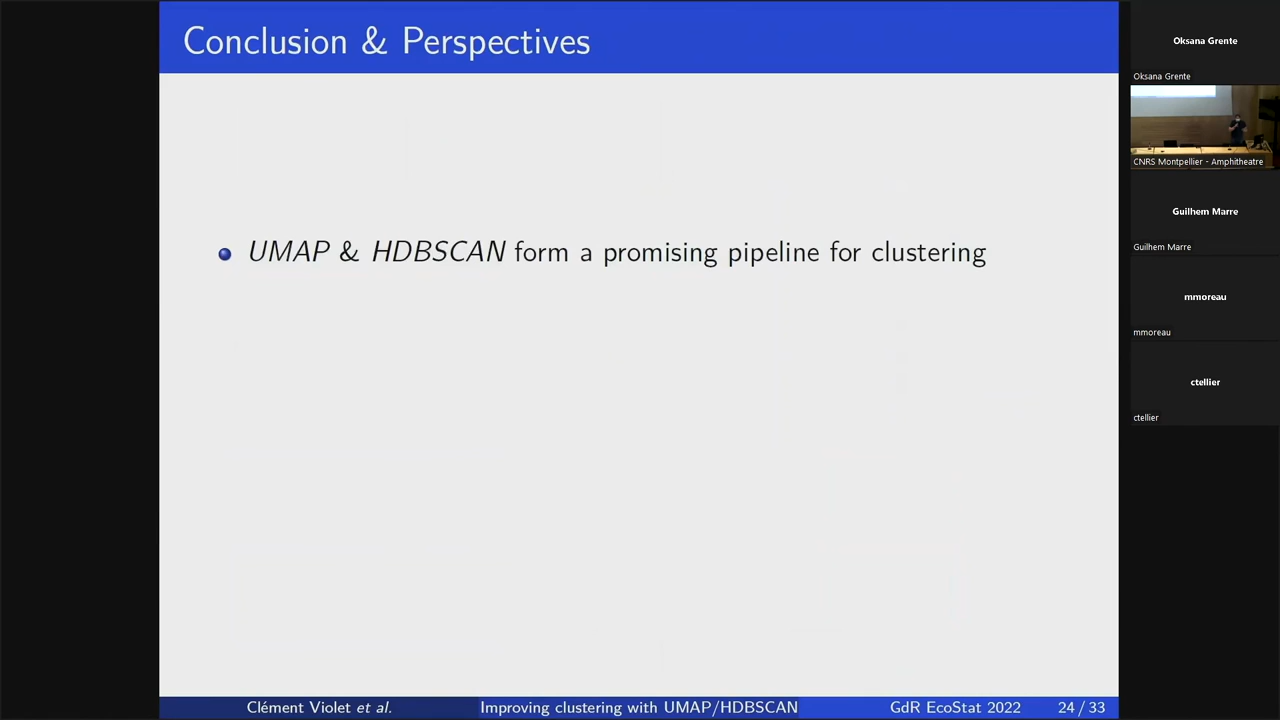 Conclusion & Perspectives
UMAP & HDBSCAN form a promising pipeline for clustering
Clément Violet et al.
Improving clustering with UMAP/HDBSCAN
GdR EcoStat 2022
24 / 33
Oksana Grente
Oksana Grente
CNRS Montpellier - Amphitheatre
Guilhem Marre
Guilhem Marre
mmoreau
mmoreau
ctellier
ctellier